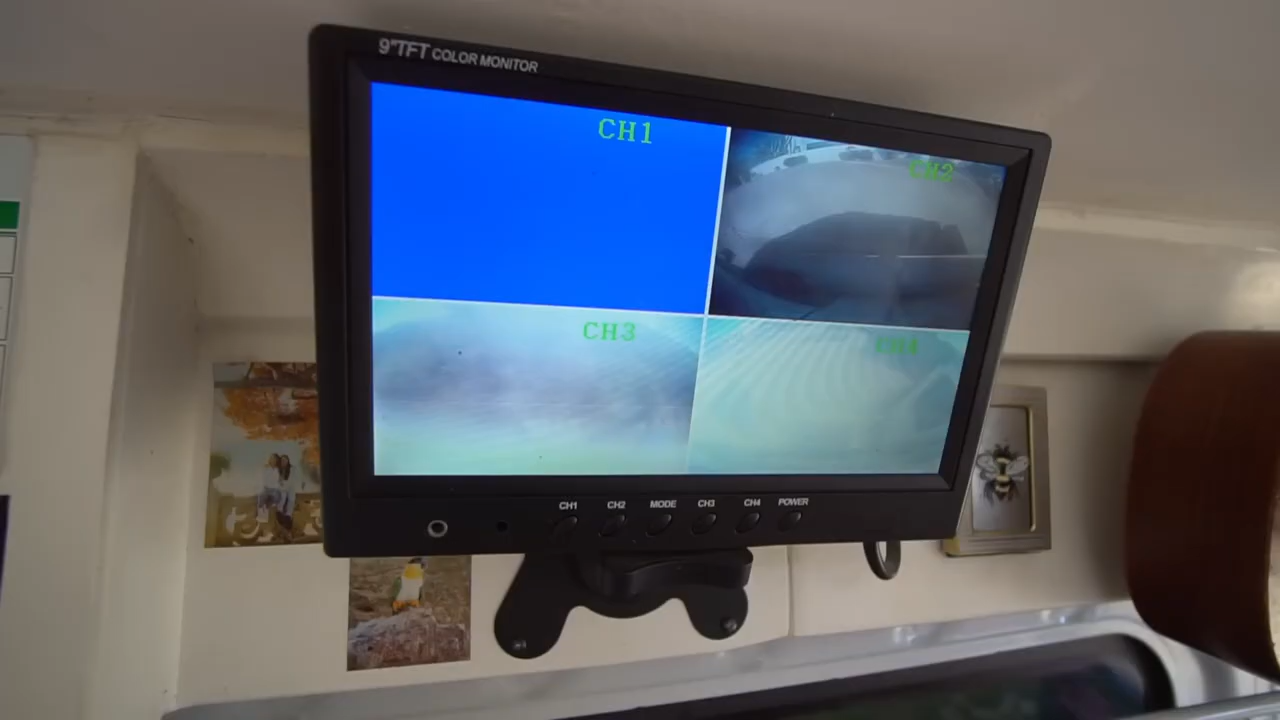 9"TFT COLOR MONITOR
CH1
CH2
CH3
CH4
CH1 CH2 MODE CH3 CH4 POWER